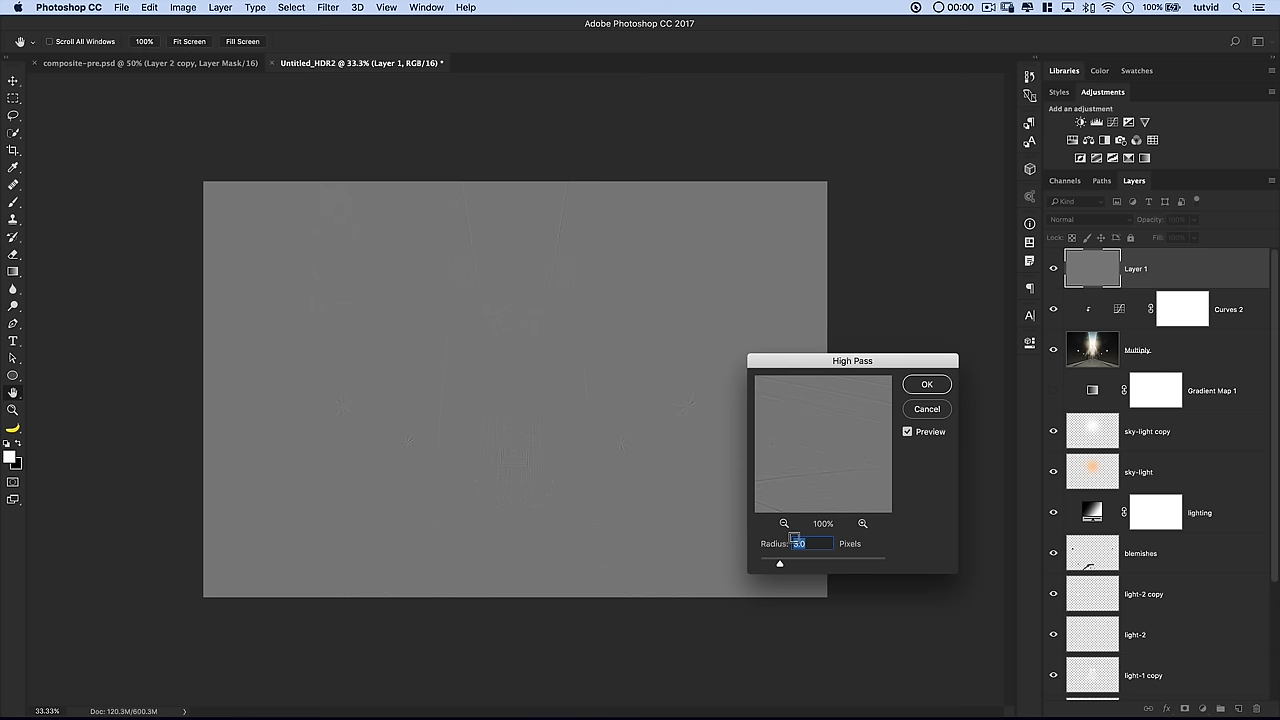 Photoshop CC File Edit Image Layer Type Select Filter 3D View Window Help 00:00 100% tutvid
Adobe Photoshop CC 2017
Scroll All Windows 100% Fit Screen Fill Screen
composite-pre.psd @ 50% (Layer 2 copy, Layer Mask/16) Untitled_HDR2 @ 33.3% (Layer 1, RGB/16) *
Libraries Color Swatches
Styles Adjustments
Add an adjustment
Channels Paths Layers
Kind
Normal Opacity: 100%
Lock: Fill: 100%
Layer 1
Curves 2
Multiply
Gradient Map 1
sky-light copy
sky-light
lighting
blemishes
light-2 copy
light-2
light-1 copy
High Pass
OK
Cancel
Preview
100%
Radius: 3.0 Pixels
33.33% Doc: 120.3M/600.3M